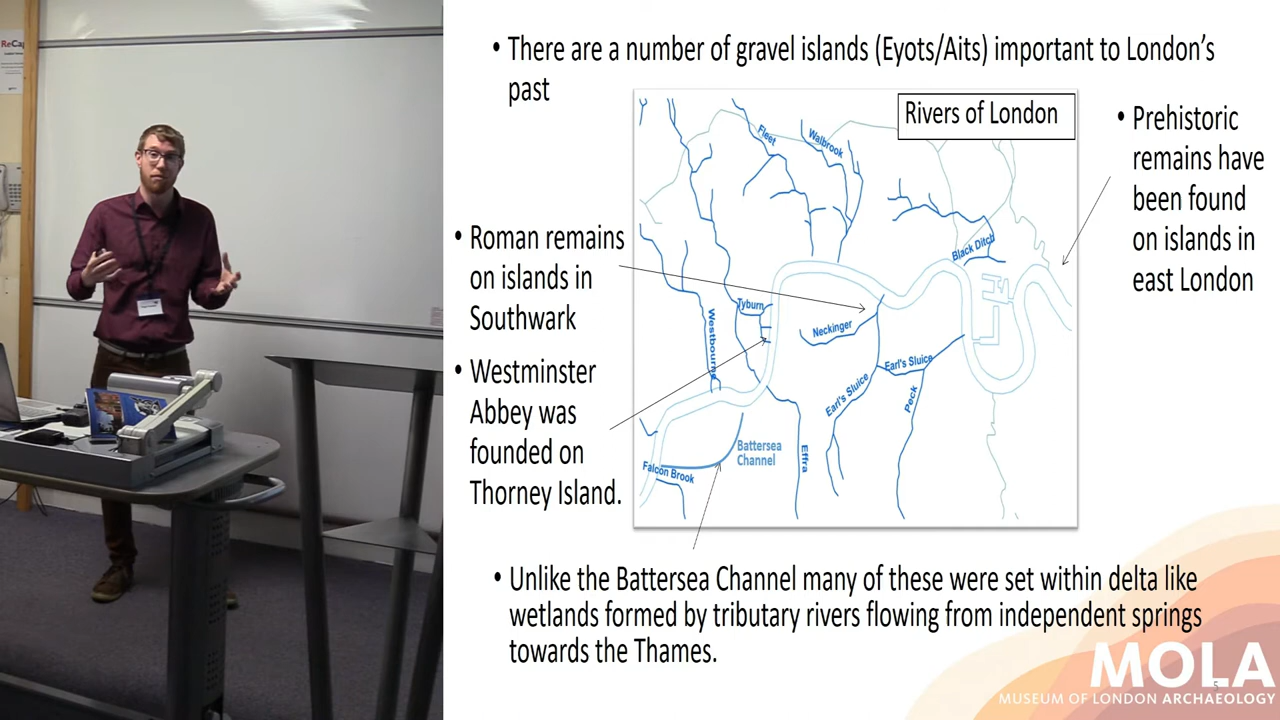 ReCap
• There are a number of gravel islands (Eyots/Aits) important to London's
past
Rivers of London
• Prehistoric
remains have
been found
on islands in
east London
• Roman remains
on islands in
Southwark
• Westminster
Abbey was
founded on
Thorney Island.
Fleet
Walbrook
Black Ditch
Tyburn
Neckinger
Westbourne
Earl's Sluice
Earl's Sluice
Peck
Battersea
Channel
Effra
Falcon Brook
• Unlike the Battersea Channel many of these were set within delta like
wetlands formed by tributary rivers flowing from independent springs
towards the Thames.
MOLA
MUSEUM OF LONDON ARCHAEOLOGY
5